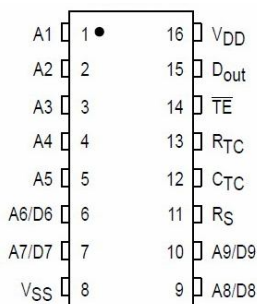 A1 1 16 VDD
A2 2 15 Dout
A3 3 14 TE
A4 4 13 RTC
A5 5 12 CTC
A6/D6 6 11 RS
A7/D7 7 10 A9/D9
VSS 8 9 A8/D8